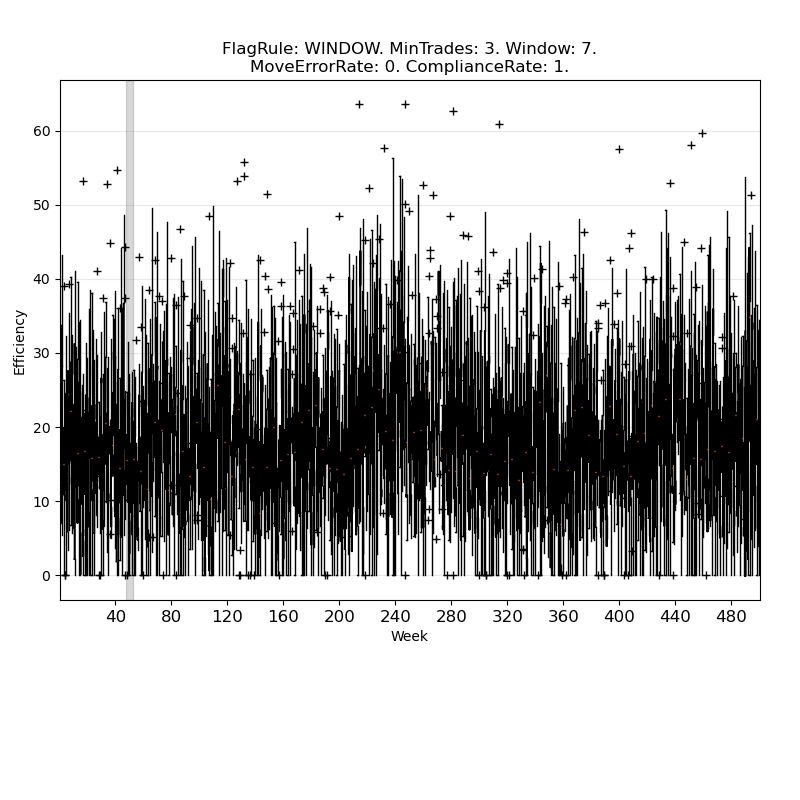 FlagRule: WINDOW. MinTrades: 3. Window: 7.
MoveErrorRate: 0. ComplianceRate: 1.
Efficiency
60
50
40
30
20
10
0
40 80 120 160 200 240 280 320 360 400 440 480
Week